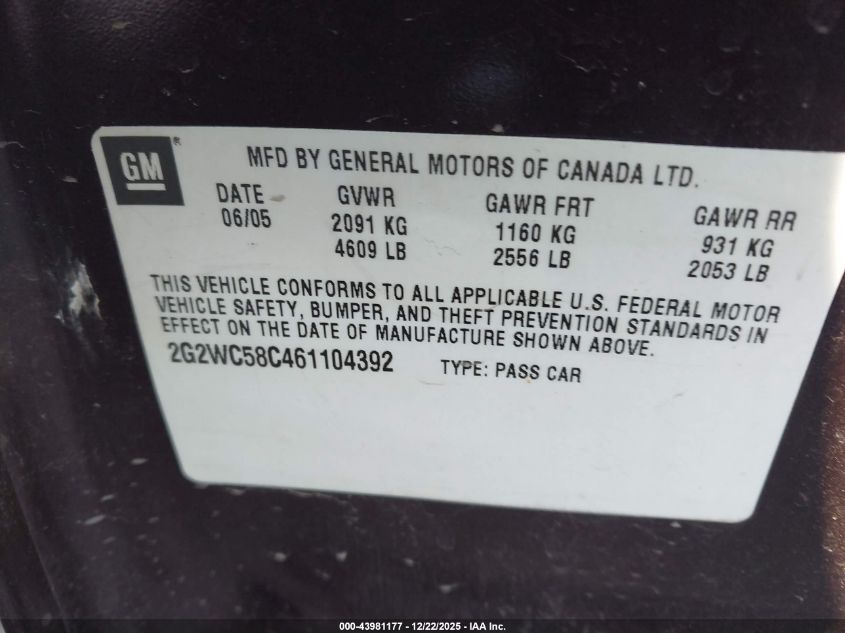 GM®
MFD BY GENERAL MOTORS OF CANADA LTD.
DATE GVWR GAWR FRT GAWR RR
06/05 2091 KG 1160 KG 931 KG
4609 LB 2556 LB 2053 LB
THIS VEHICLE CONFORMS TO ALL APPLICABLE U.S. FEDERAL MOTOR
VEHICLE SAFETY, BUMPER, AND THEFT PREVENTION STANDARDS IN
EFFECT ON THE DATE OF MANUFACTURE SHOWN ABOVE.
2G2WC58C461104392 TYPE: PASS CAR
000-43981177 - 12/22/2025 - IAA Inc.